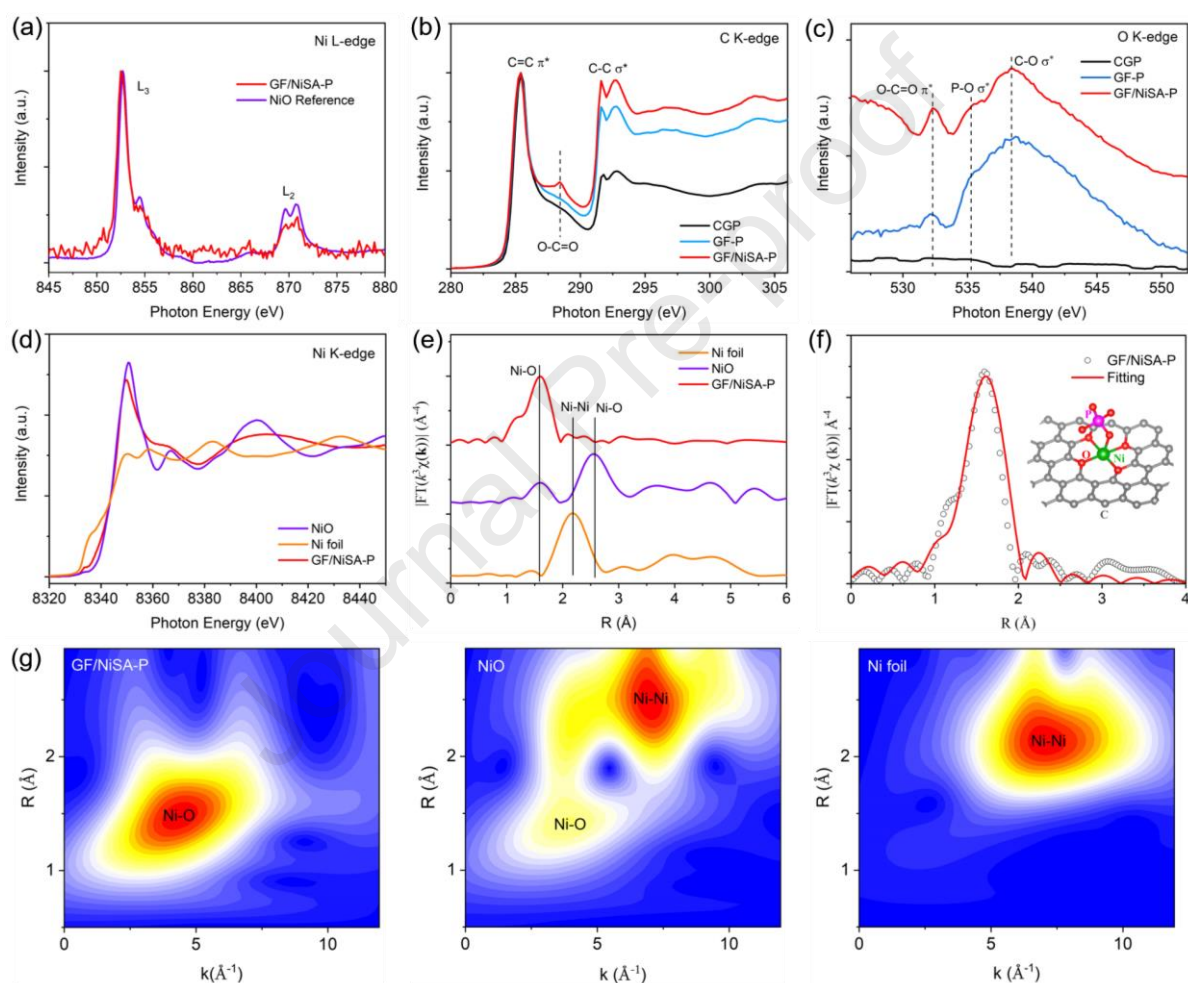 (a)
Ni L-edge
L3
GF/NiSA-P
NiO Reference
L2
Intensity (a.u.)
845 850 855 860 865 870 875 880
Photon Energy (eV)
(b)
C K-edge
C=C π*
C-C σ*
O-C=O
CGP
GF-P
GF/NiSA-P
Intensity (a.u.)
280 285 290 295 300 305
Photon Energy (eV)
(c)
O K-edge
CGP
GF-P
GF/NiSA-P
C-O σ*
O-C=O π*
P-O σ*
Intensity (a.u.)
530 535 540 545 550
Photon Energy (eV)
(d)
Ni K-edge
NiO
Ni foil
GF/NiSA-P
Intensity (a.u.)
8320 8340 8360 8380 8400 8420 8440
Photon Energy (eV)
(e)
Ni foil
NiO
GF/NiSA-P
Ni-O
Ni-Ni
Ni-O
|FT(k³χ(k))| (Å⁻⁴)
0 1 2 3 4 5 6
R (Å)
(f)
GF/NiSA-P
Fitting
P
O
Ni
C
|FT(k³χ (k))| Å⁻⁴
0 1 2 3 4
R (Å)
(g)
GF/NiSA-P
Ni-O
R (Å)
2
1
0 5 10
k(Å⁻¹)
NiO
Ni-Ni
Ni-O
R (Å)
2
1
0 5 10
k(Å⁻¹)
Ni foil
Ni-Ni
R (Å)
2
1
0 5 10
k (Å⁻¹)
Journal Pre-proof